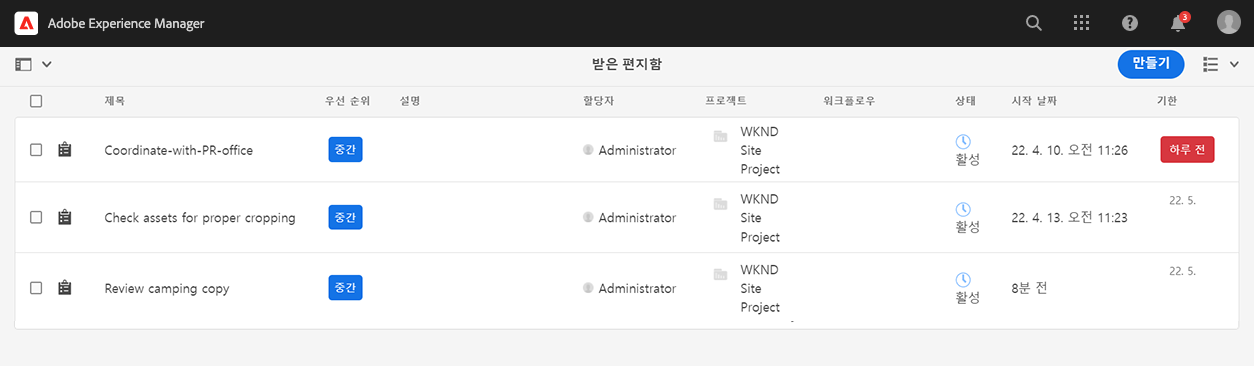 Adobe Experience Manager
3
받은 편지함
만들기
제목 우선 순위 설명 할당자 프로젝트 워크플로우 상태 시작 날짜 기한
Coordinate-with-PR-office 중간 Administrator WKND Site Project 활성 22. 4. 10. 오전 11:26 하루 전
Check assets for proper cropping 중간 Administrator WKND Site Project 활성 22. 4. 13. 오전 11:23 22. 5.
Review camping copy 중간 Administrator WKND Site Project 활성 8분 전 22. 5.